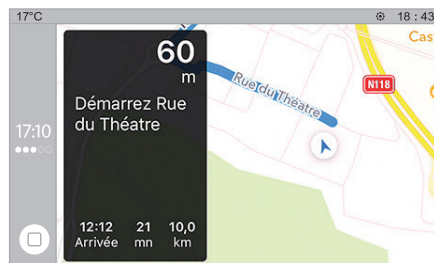 17°C
18 : 43
60
m
Démarrez Rue
du Théatre
17:10
12:12 21 10,0
Arrivée mn km
Rue du Théatre
N118
Cas